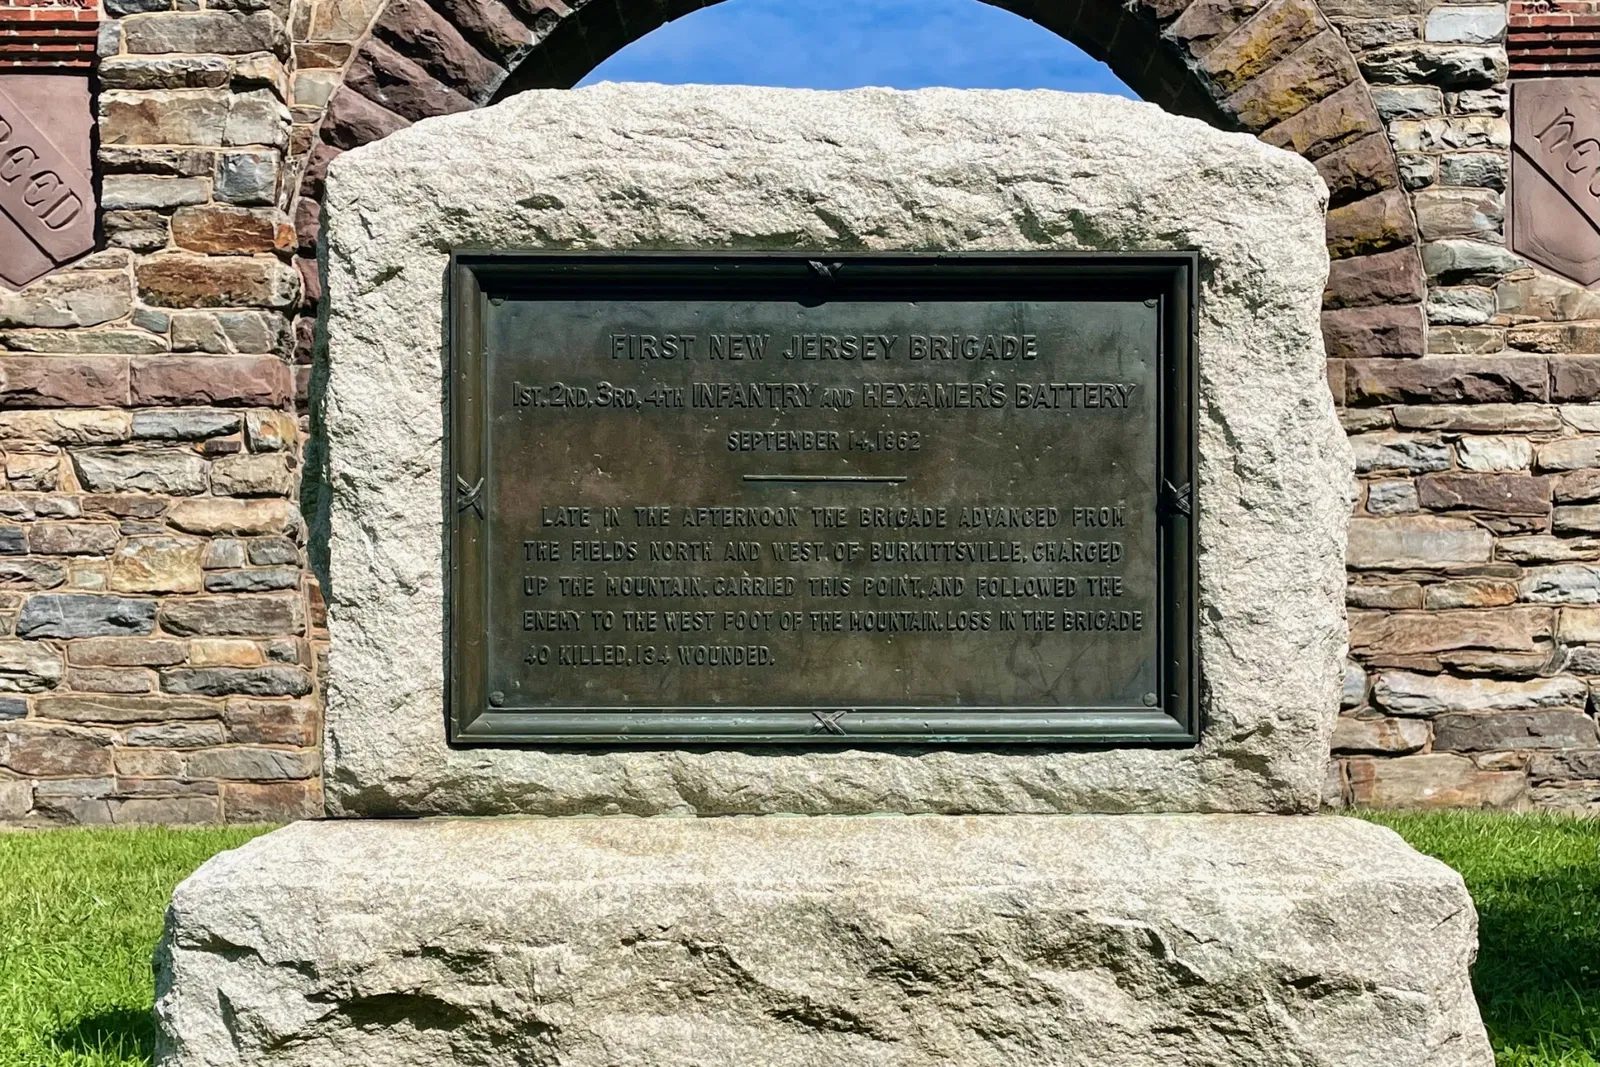 FIRST NEW JERSEY BRIGADE
1ST. 2ND, 3RD, 4TH INFANTRY AND HEXAMER'S BATTERY
SEPTEMBER 14, 1862
LATE IN THE AFTERNOON THE BRIGADE ADVANCED FROM
THE FIELDS NORTH AND WEST OF BURKITTSVILLE, CHARGED
UP THE MOUNTAIN, CARRIED THIS POINT, AND FOLLOWED THE
ENEMY TO THE WEST FOOT OF THE MOUNTAIN. LOSS IN THE BRIGADE
40 KILLED, 134 WOUNDED.